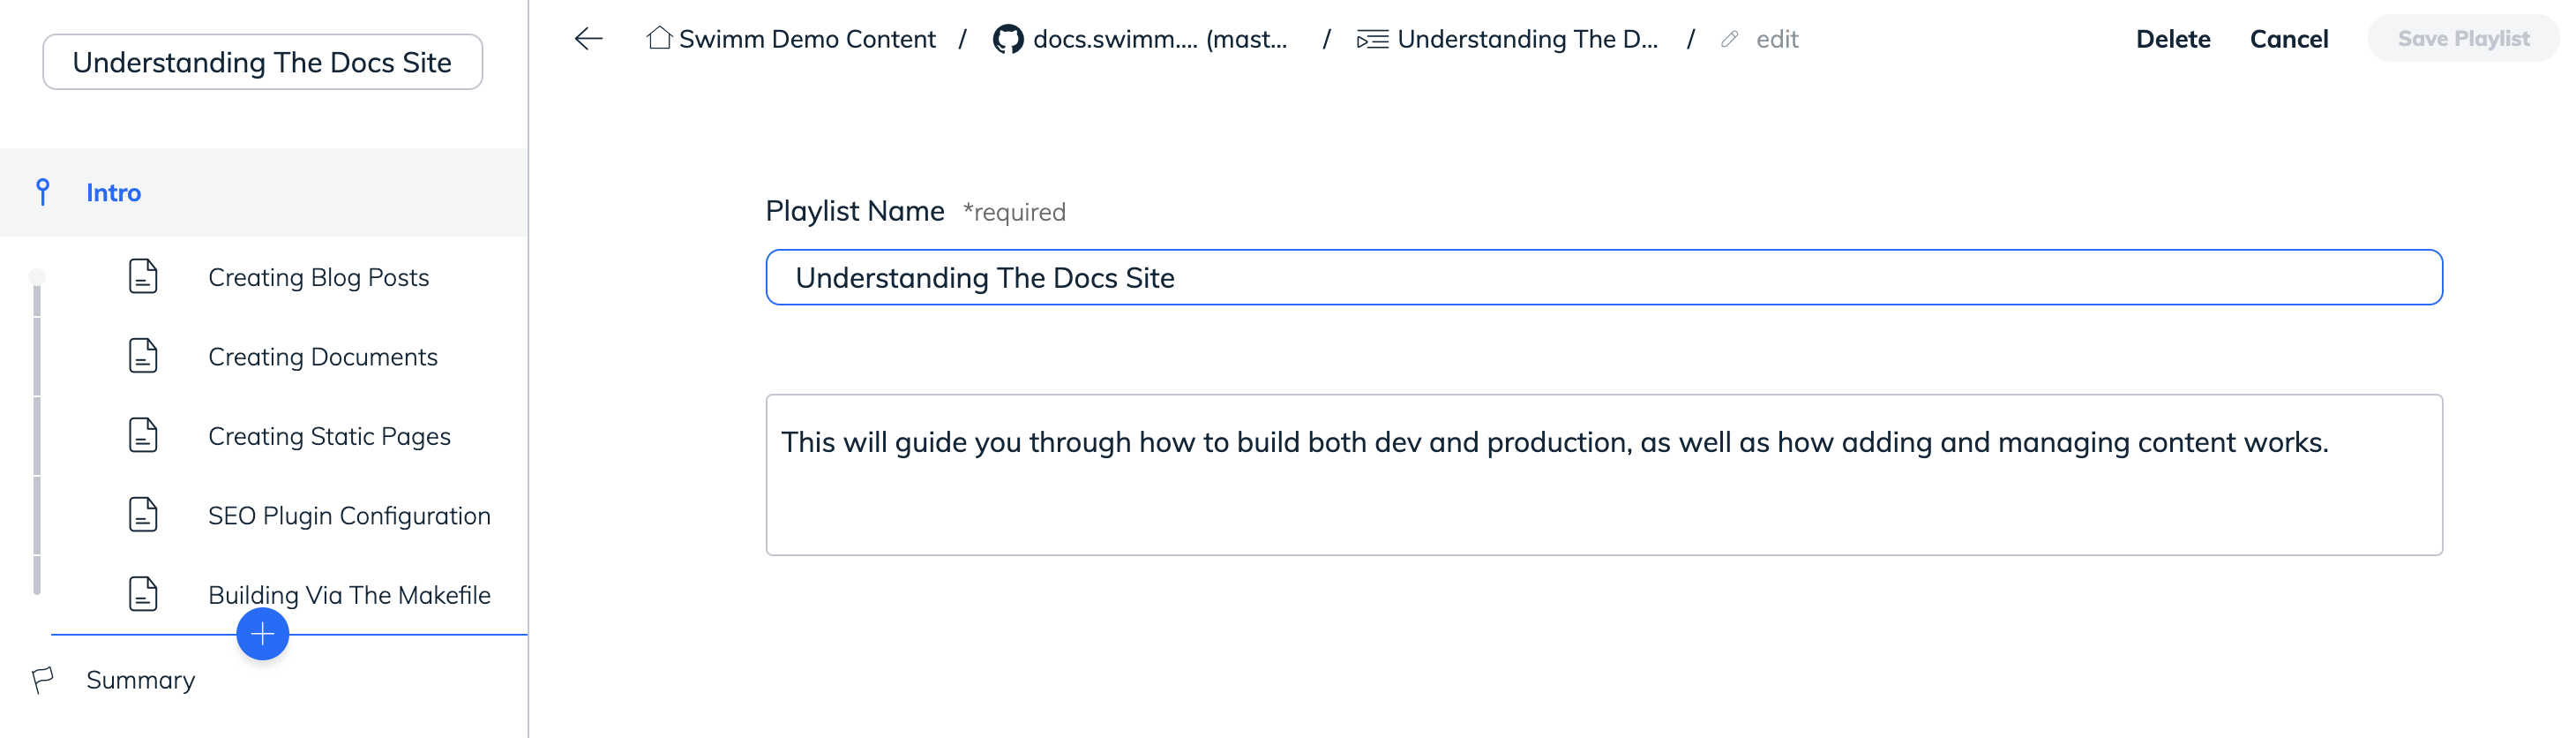 Understanding The Docs Site
Intro
Creating Blog Posts
Creating Documents
Creating Static Pages
SEO Plugin Configuration
Building Via The Makefile
Summary
Swimm Demo Content / docs.swimm.... (mast... / Understanding The D... / edit
Delete Cancel Save Playlist
Playlist Name *required
Understanding The Docs Site
This will guide you through how to build both dev and production, as well as how adding and managing content works.